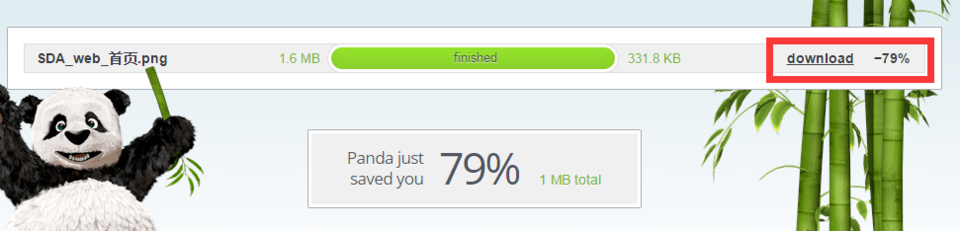 SDA_web_首页.png 1.6 MB finished 331.8 KB download −79%
Panda just
saved you 79% 1 MB total